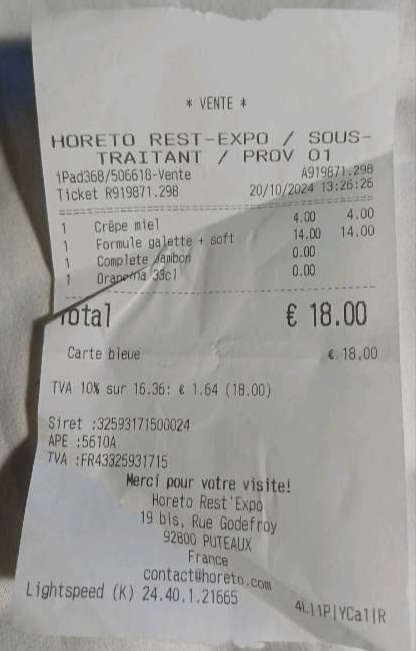 * VENTE *
HORETO REST-EXPO / SOUS-
TRAITANT / PROV 01
iPad368/506618-Vente A919871.298
Ticket R919871.298 20/10/2024 13:26:26
1 Crêpe miel 4.00 4.00
1 Formule galette + soft 14.00 14.00
1 Complete Jambon 0.00
1 Orangina 33cl 0.00
Total € 18.00
Carte bleue € 18.00
TVA 10% sur 16.36: € 1.64 (18.00)
Siret :32593171500024
APE :5610A
TVA :FR43325931715
Merci pour votre visite!
Horeto Rest'Expo
19 bis, Rue Godefroy
92800 PUTEAUX
France
contact@horeto.com
Lightspeed (K) 24.40.1.21665